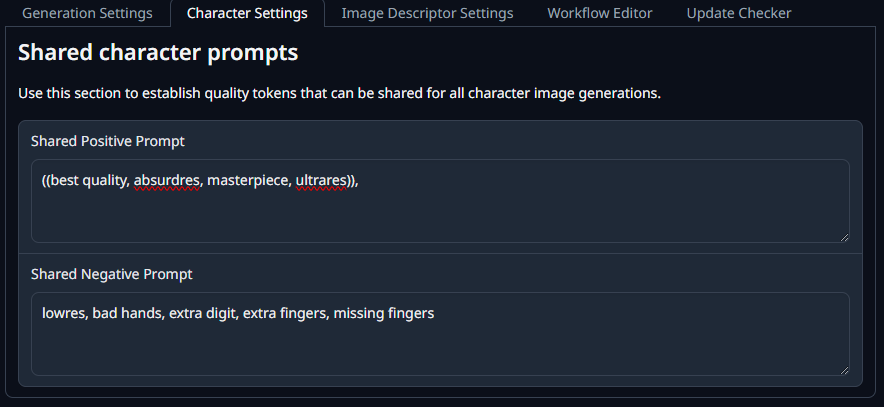 Generation Settings Character Settings Image Descriptor Settings Workflow Editor Update Checker
Shared character prompts
Use this section to establish quality tokens that can be shared for all character image generations.
Shared Positive Prompt
((best quality, absurdres, masterpiece, ultrares)),
Shared Negative Prompt
lowres, bad hands, extra digit, extra fingers, missing fingers